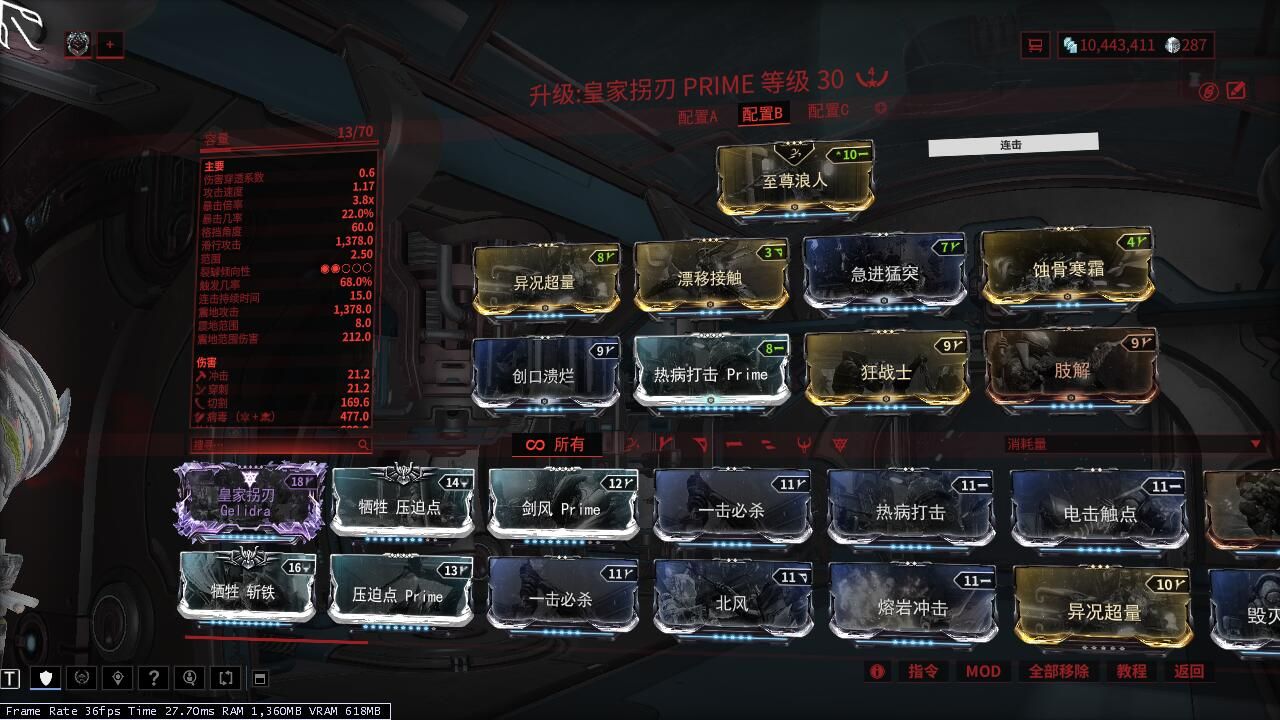 10,443,411 287
升级:皇家拐刃 PRIME 等级 30 4
配置A 配置B 配置C
容量 13/70
连击
主要
伤害穿透系数 0.6
攻击速度 1.17
暴击倍率 3.8x
暴击几率 22.0%
格挡角度 60.0
滑行攻击 1,378.0
范围 2.50
裂罅倾向性
触发几率 68.0%
连击持续时间 15.0
震地攻击 1,378.0
震地范围 8.0
震地范围伤害 212.0
伤害
冲击 21.2
穿刺 21.2
切割 169.6
病毒 (+) 477.0
至尊浪人 10
异况超量 8
漂移接触 3
急进猛突 7
蚀骨寒霜 4
创口溃烂 9
热病打击 Prime 8
狂战士 9
肢解 9
搜寻…
所有
消耗量
皇家拐刃 Gelidra 18
牺牲 压迫点 14
剑风 Prime 12
一击必杀 11
热病打击 11
电击触点 11
牺牲 斩铁 16
压迫点 Prime 13
一击必杀 11
北风 11
熔岩冲击 11
异况超量 10
毁灭
T
?
指令 MOD 全部移除 教程 返回
Frame Rate 36fps Time 27.70ms RAM 1,360MB VRAM 618MB